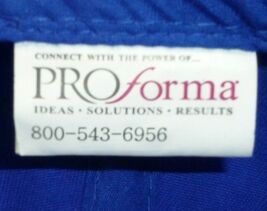 CONNECT WITH THE POWER OF...
PROforma
IDEAS • SOLUTIONS • RESULTS
800-543-6956